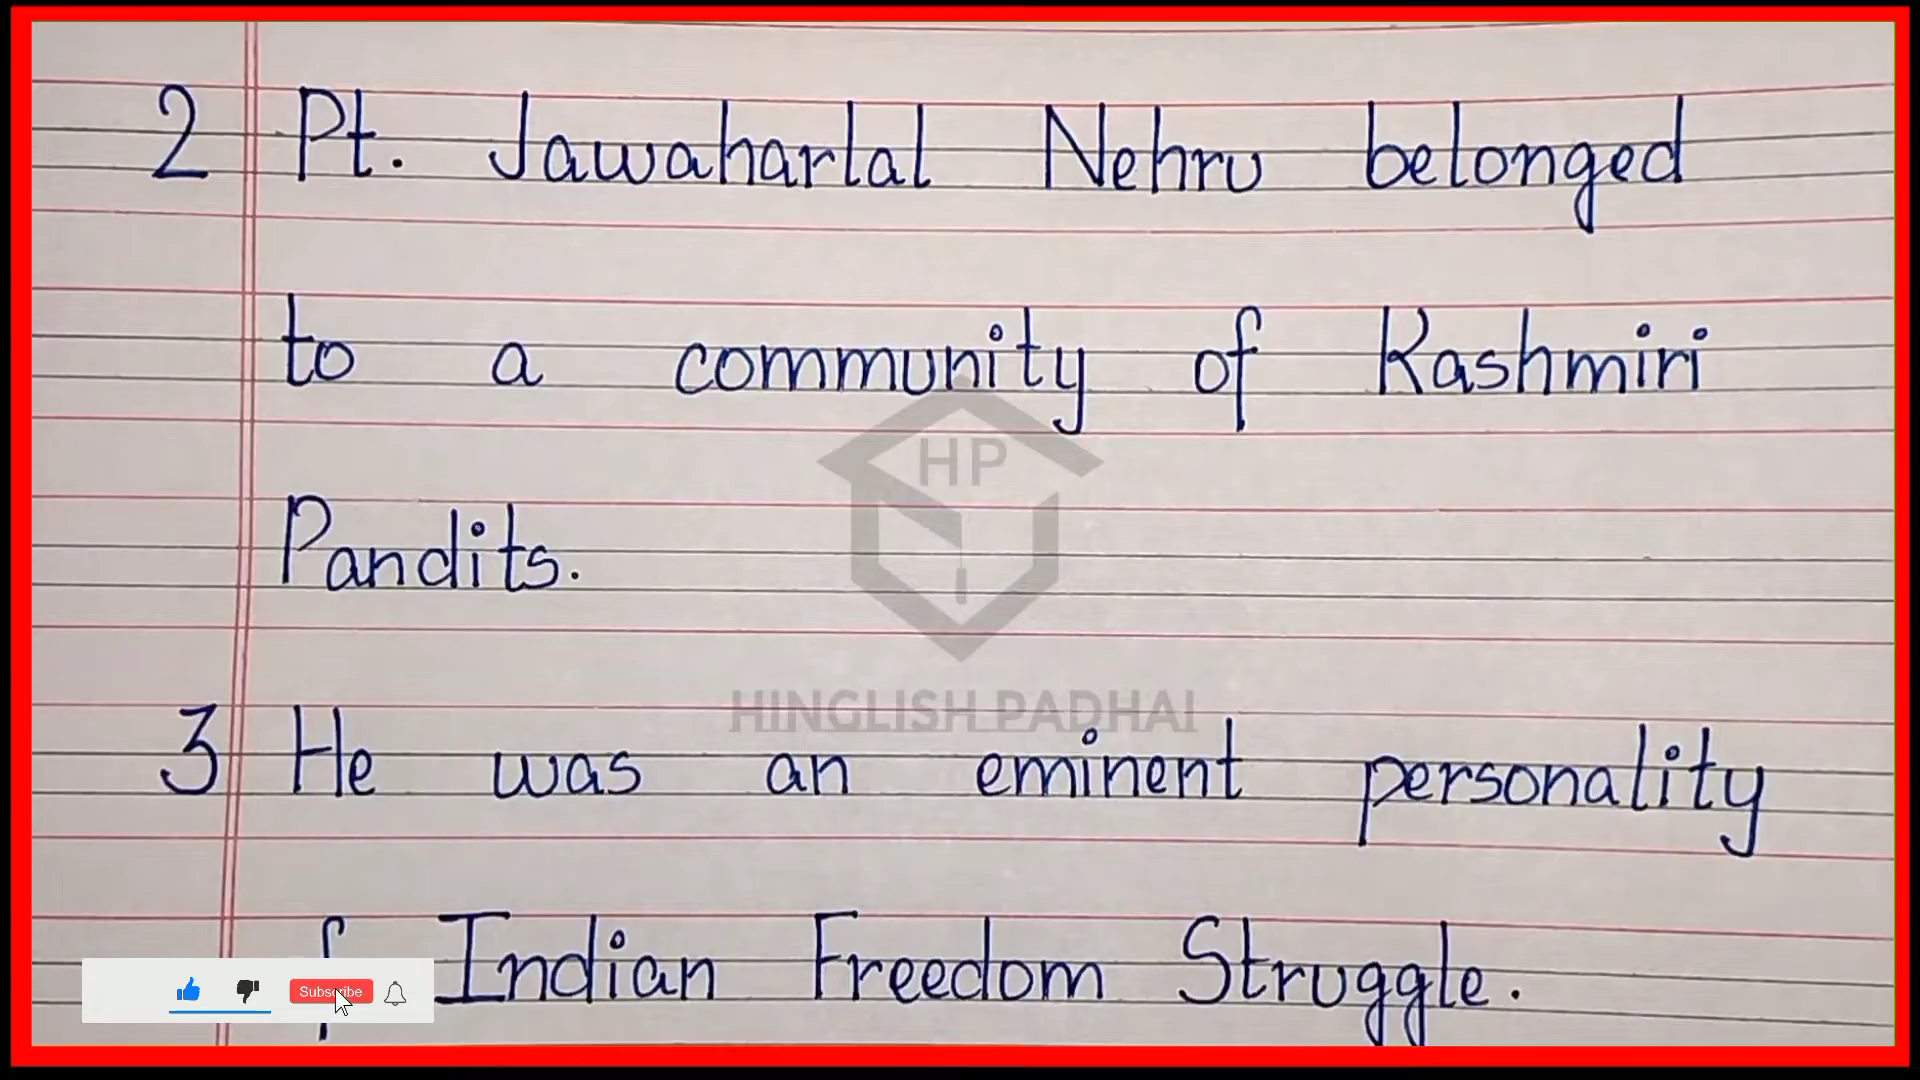 2 Pt. Jawaharlal Nehru belonged
to a community of Kashmiri
Pandits.
HP
HINGLISH PADHAI
3 He was an eminent personality
Indian Freedom Struggle.
Subscribe